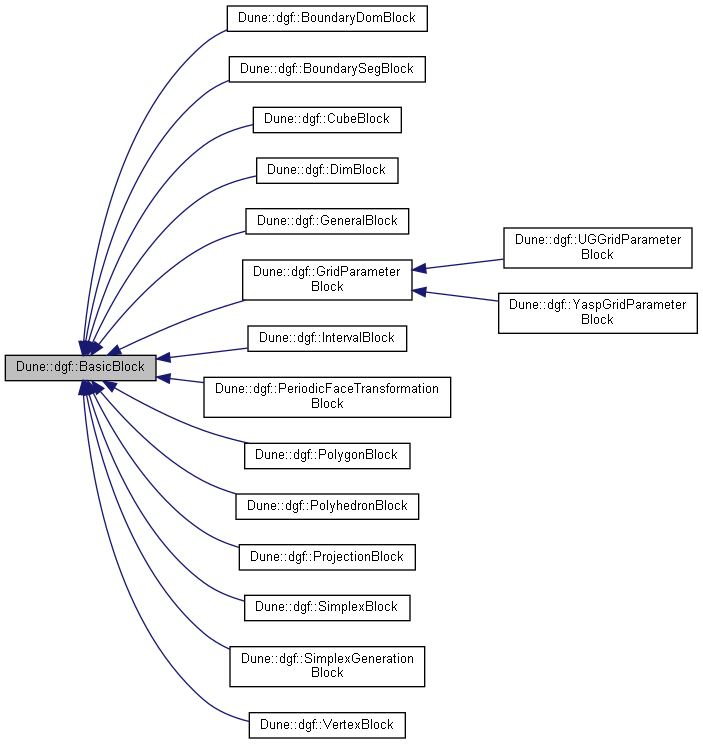 Dune::dgf::BoundaryDomBlock
Dune::dgf::BoundarySegBlock
Dune::dgf::CubeBlock
Dune::dgf::DimBlock
Dune::dgf::GeneralBlock
Dune::dgf::GridParameter
Block
Dune::dgf::UGGridParameter
Block
Dune::dgf::YaspGridParameter
Block
Dune::dgf::IntervalBlock
Dune::dgf::BasicBlock
Dune::dgf::PeriodicFaceTransformation
Block
Dune::dgf::PolygonBlock
Dune::dgf::PolyhedronBlock
Dune::dgf::ProjectionBlock
Dune::dgf::SimplexBlock
Dune::dgf::SimplexGeneration
Block
Dune::dgf::VertexBlock